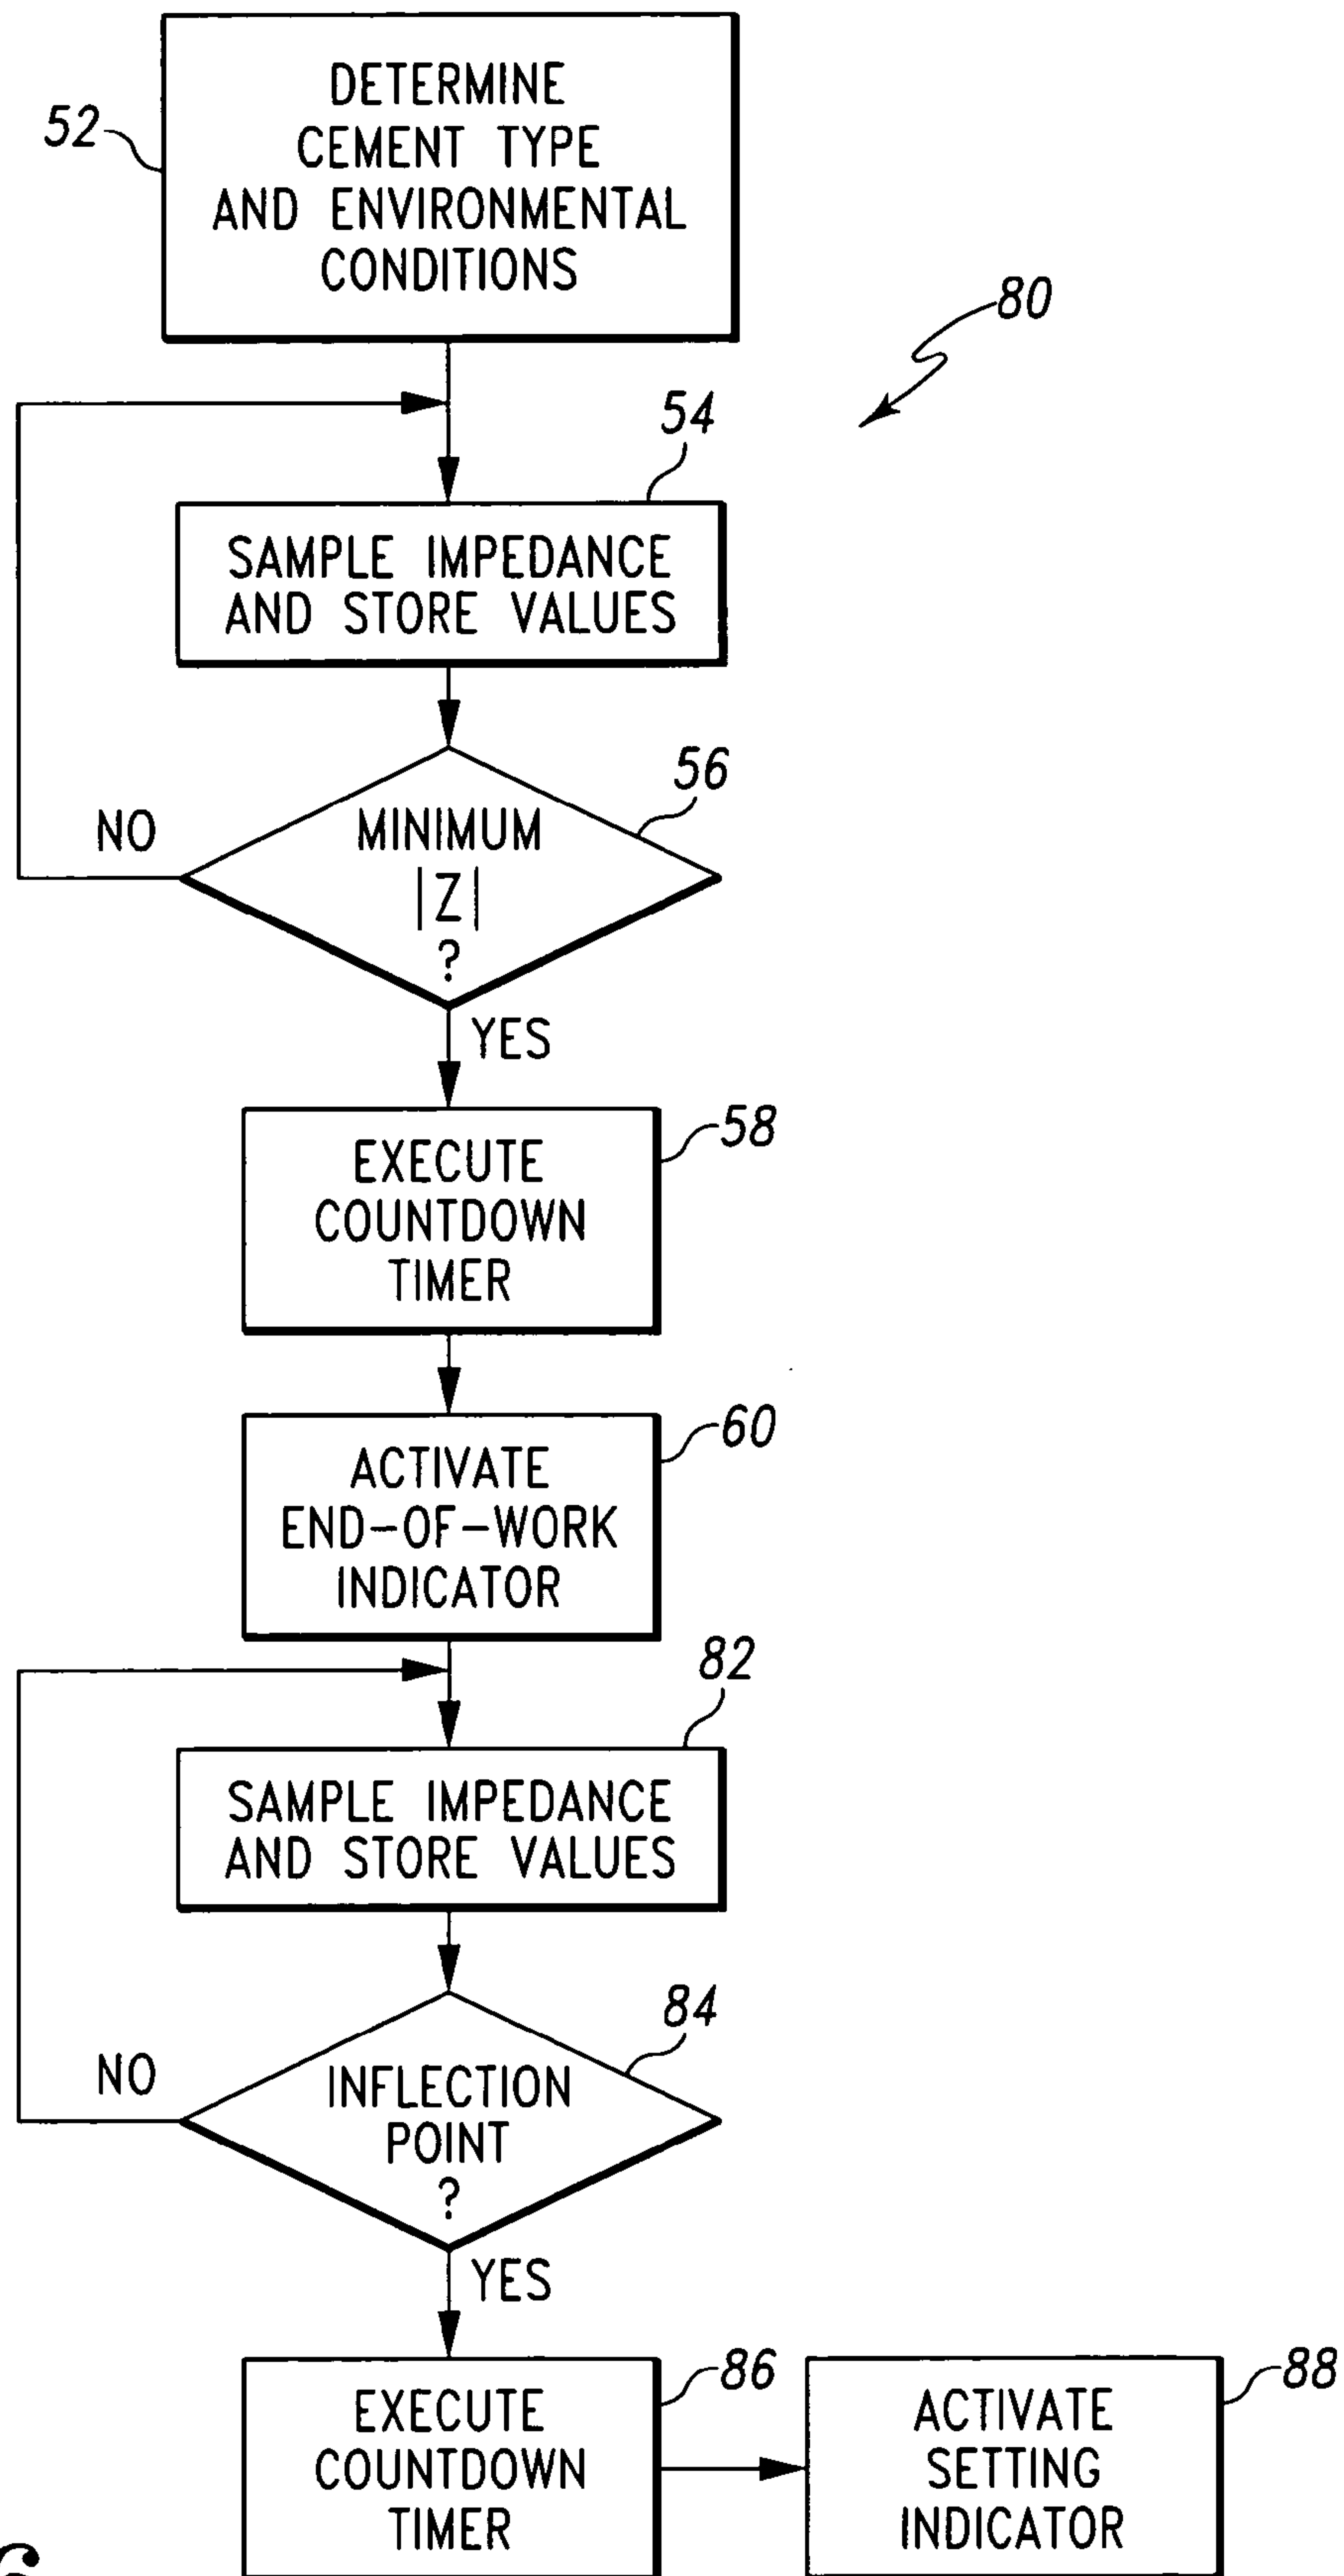 DETERMINE
CEMENT TYPE
AND ENVIRONMENTAL
CONDITIONS
52
80
54
SAMPLE IMPEDANCE
AND STORE VALUES
56
NO
MINIMUM
|Z|
?
YES
58
EXECUTE
COUNTDOWN
TIMER
60
ACTIVATE
END-OF-WORK
INDICATOR
82
SAMPLE IMPEDANCE
AND STORE VALUES
84
NO
INFLECTION
POINT
?
YES
86
EXECUTE
COUNTDOWN
TIMER
88
ACTIVATE
SETTING
INDICATOR